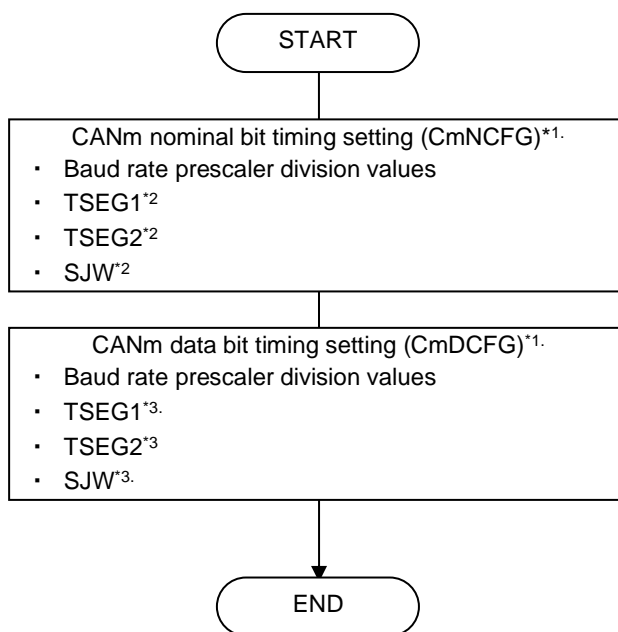 START
CANm nominal bit timing setting (CmNCFG)*1.
・ Baud rate prescaler division values
・ TSEG1*2
・ TSEG2*2
・ SJW*2
CANm data bit timing setting (CmDCFG)*1.
・ Baud rate prescaler division values
・ TSEG1*3.
・ TSEG2*3
・ SJW*3.
END